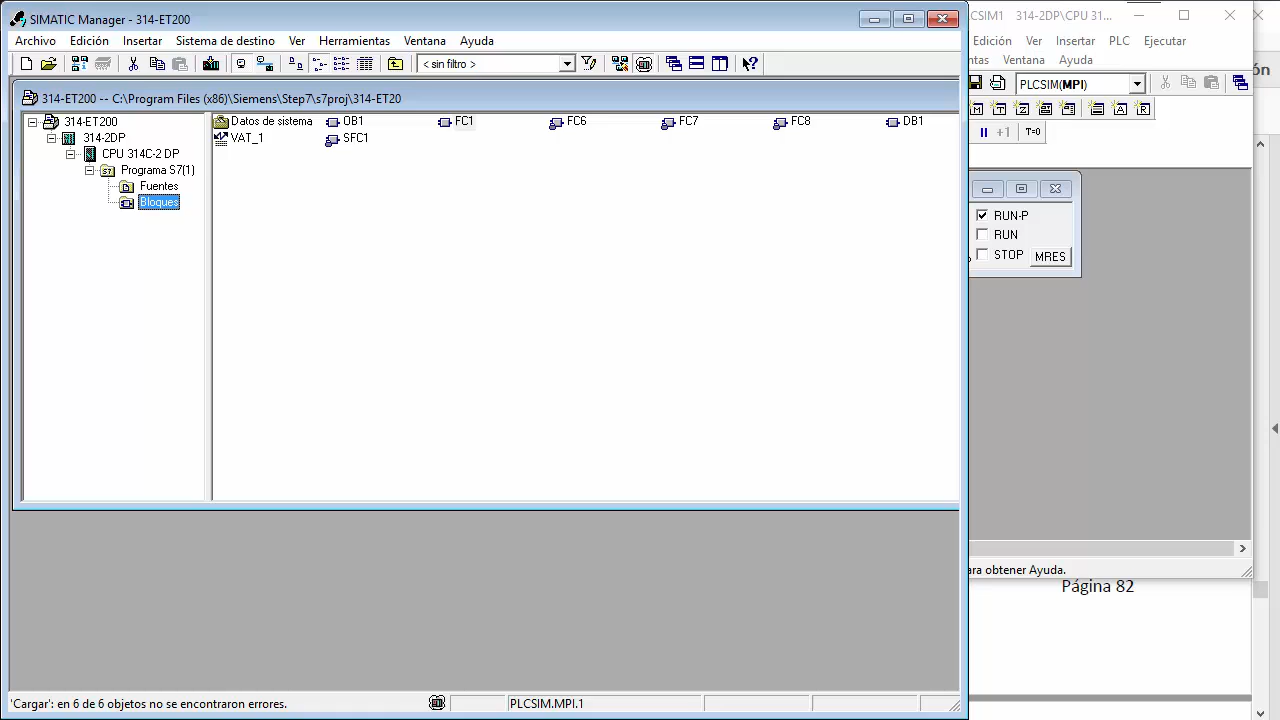 SIMATIC Manager - 314-ET200
Archivo Edición Insertar Sistema de destino Ver Herramientas Ventana Ayuda
< sin filtro >
314-ET200 -- C:\Program Files (x86)\Siemens\Step7\s7proj\314-ET20
314-ET200
314-2DP
CPU 314C-2 DP
Programa S7(1)
Fuentes
Bloques
Datos de sistema OB1 FC1 FC6 FC7 FC8 DB1
VAT_1 SFC1
'Cargar': en 6 de 6 objetos no se encontraron errores.
PLCSIM.MPI.1
CSIM1 314-2DP\CPU 31...
Edición Ver Insertar PLC Ejecutar
ntas Ventana Ayuda
PLCSIM(MPI)
+1 T=0
RUN-P
RUN
STOP MRES
ara obtener Ayuda.
Página 82
ón